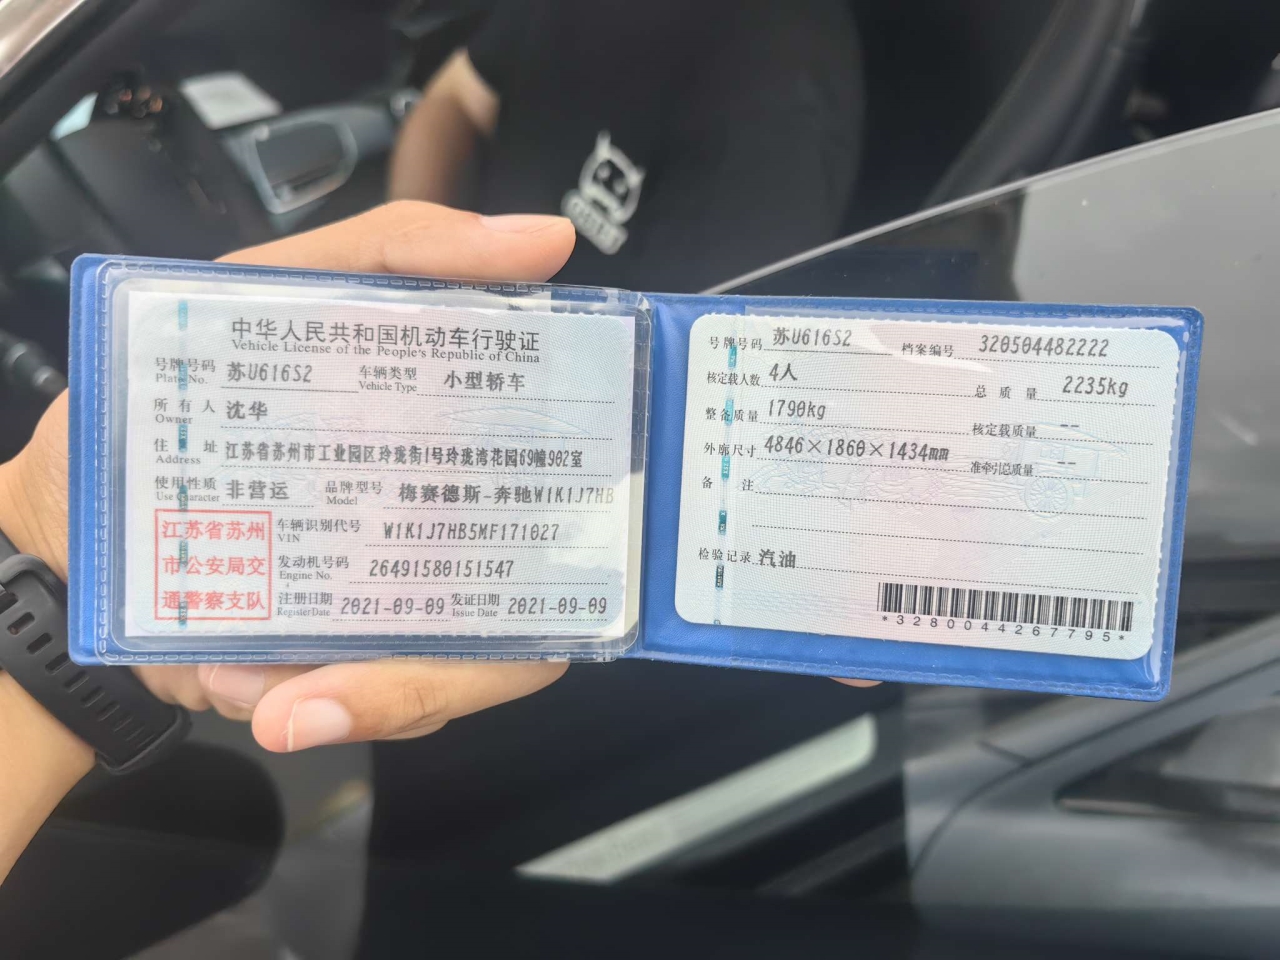 中华人民共和国机动车行驶证
Vehicle License of the People's Republic of China
号牌号码 苏U616S2 车辆类型 小型轿车
Plate No. Vehicle Type
所有人 沈华
Owner
住址 江苏省苏州市工业园区玲珑街1号玲珑湾花园69幢902室
Address
使用性质 非营运 品牌型号 梅赛德斯-奔驰W1K1J7HB
Use Character Model
江苏省苏州
市公安局交
通警察支队
车辆识别代号 W1K1J7HB5MF171027
VIN
发动机号码 26491580151547
Engine No.
注册日期 2021-09-09 发证日期 2021-09-09
Register Date Issue Date
号牌号码 苏U616S2 档案编号 320504482222
核定载人数 4人 总质量 2235kg
整备质量 1790kg 核定载质量 --
外廓尺寸 4846×1860×1434mm 准牵引总质量 --
备注
检验记录 汽油
*3280044267795*